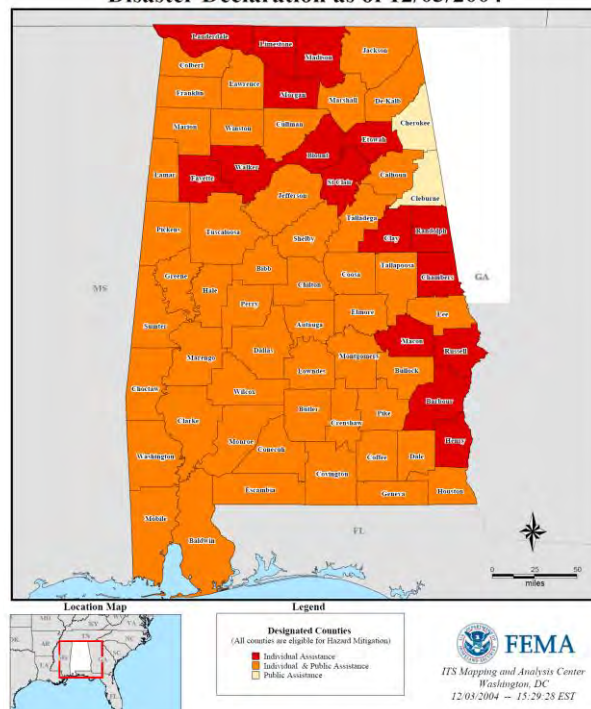 Disaster Declaration as of 12/03/2004
Lauderdale
Pimestone
Madison
Jackson
Colbert
Lawrence
Franklin
Morgan
Marshall
De Kalb
Cherokee
Marion
Winston
Cullman
Etowah
Blount
Walker
Fayette
Lamar
St Clair
Calhoun
Cleburne
Jefferson
Talladega
Pickens
Tuscaloosa
Shelby
Clay
Randolph
Bibb
Coosa
Tallapoosa
Chambers
Greene
Hale
Chilton
Perry
Elmore
Lee
Autauga
Sumter
Macon
Russell
Marengo
Dallas
Montgomery
Lowndes
Bullock
Choctaw
Wilcox
Butler
Crenshaw
Pike
Barbour
Clarke
Monroe
Conecuh
Henry
Washington
Coffee
Dale
Covington
Escambia
Geneva
Houston
Mobile
Baldwin
MS
GA
FL
0 25 50
miles
Location Map
Legend
Designated Counties
(All counties are eligible for Hazard Mitigation)
Individual Assistance
Individual & Public Assistance
Public Assistance
FEMA
ITS Mapping and Analysis Center
Washington, DC
12/03/2004 -- 15:29:28 EST